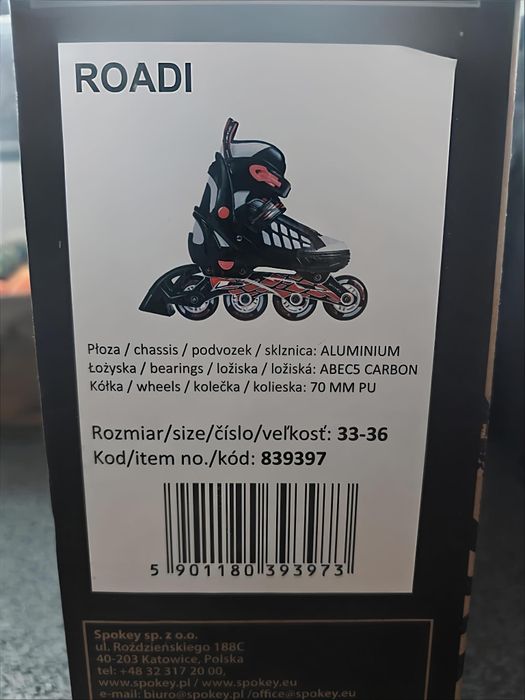 ROADI
Płoza / chassis / podvozek / sklznica: ALUMINIUM
Łożyska / bearings / ložiska / ložiská: ABEC5 CARBON
Kółka / wheels / kolečka / kolieska: 70 MM PU
Rozmiar/size/číslo/veľkosť: 33-36
Kod/item no./kód: 839397
5 901180 393973
Spokey sp. z o.o.
ul. Roździeńskiego 188C
40-203 Katowice, Polska
tel: +48 32 317 20 00,
www.spokey.pl / www.spokey.eu
e-mail: biuro@spokey.pl /office@spokey.eu